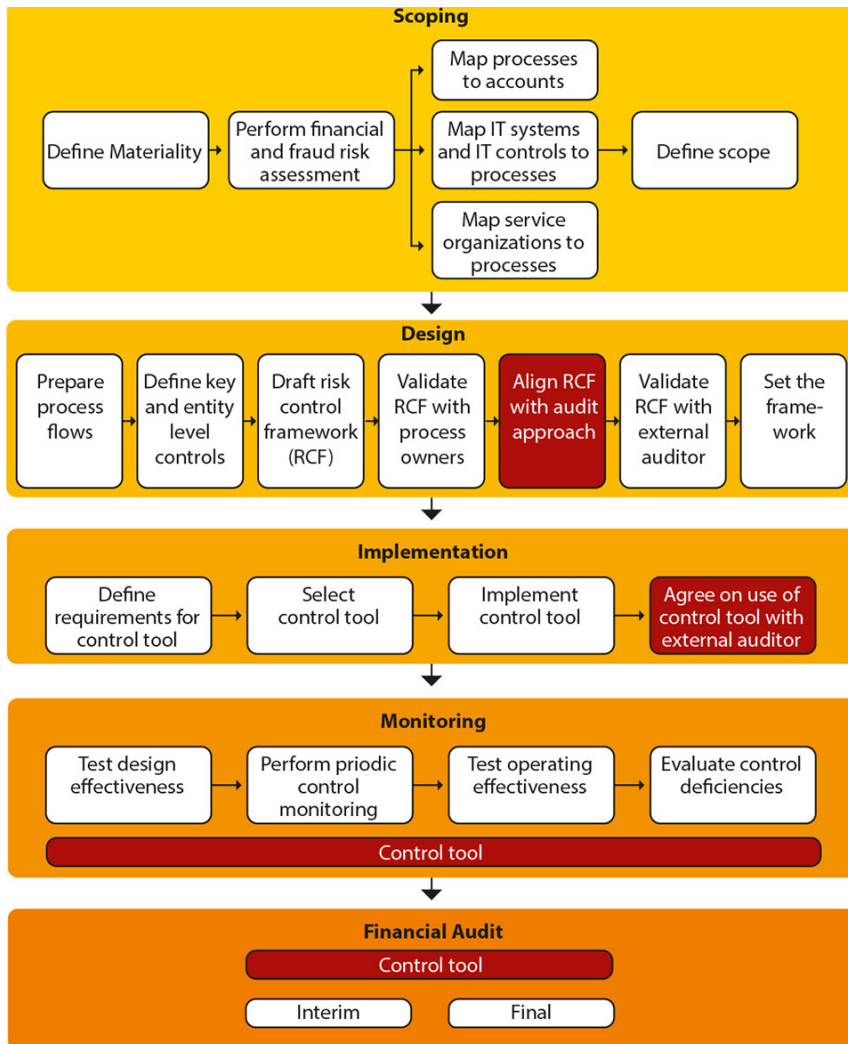 Scoping
Map processes
to accounts
Define Materiality
Perform financial
and fraud risk
assessment
Map IT systems
and IT controls to
processes
Define scope
Map service
organizations to
processes
Design
Prepare
process
flows
Define key
and entity
level
controls
Draft risk
control
framework
(RCF)
Validate
RCF with
process
owners
Align RCF
with audit
approach
Validate
RCF with
external
auditor
Set the
frame-
work
Implementation
Define
requirements for
control tool
Select
control tool
Implement
control tool
Agree on use of
control tool with
external auditor
Monitoring
Test design
effectiveness
Perform priodic
control
monitoring
Test operating
effectiveness
Evaluate control
deficiencies
Control tool
Financial Audit
Control tool
Interim
Final